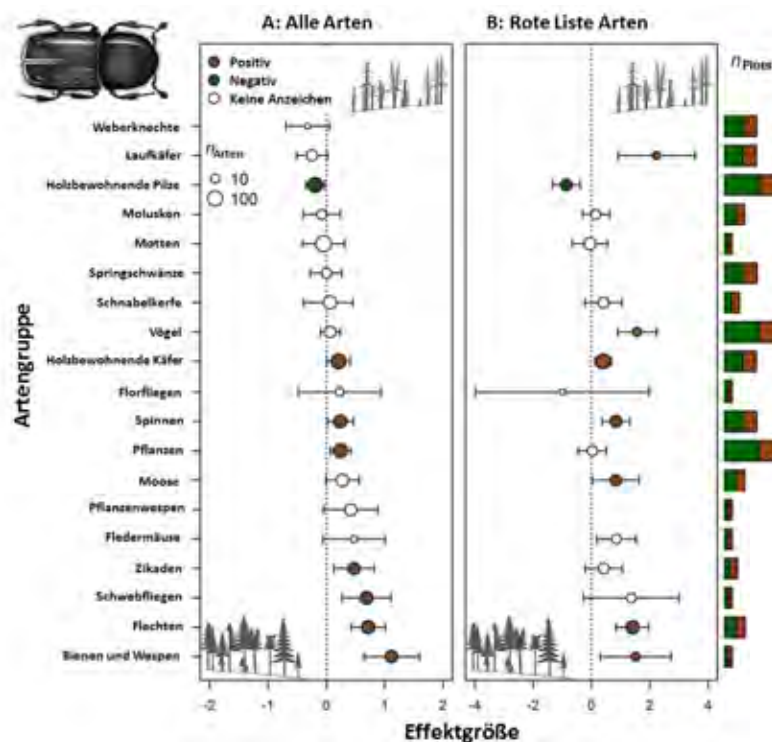 A: Alle Arten
B: Rote Liste Arten
Positiv
Negativ
Keine Anzeichen
nArten
10
100
nPlots
Artengruppe
Weberknechte
Laufkäfer
Holzbewohnende Pilze
Molusken
Motten
Springschwänze
Schnabelkerfe
Vögel
Holzbewohnende Käfer
Florfliegen
Spinnen
Pflanzen
Moose
Pflanzenwespen
Fledermäuse
Zikaden
Schwebfliegen
Flechten
Bienen und Wespen
-2 -1 0 1 2
-4 -2 0 2 4
Effektgröße